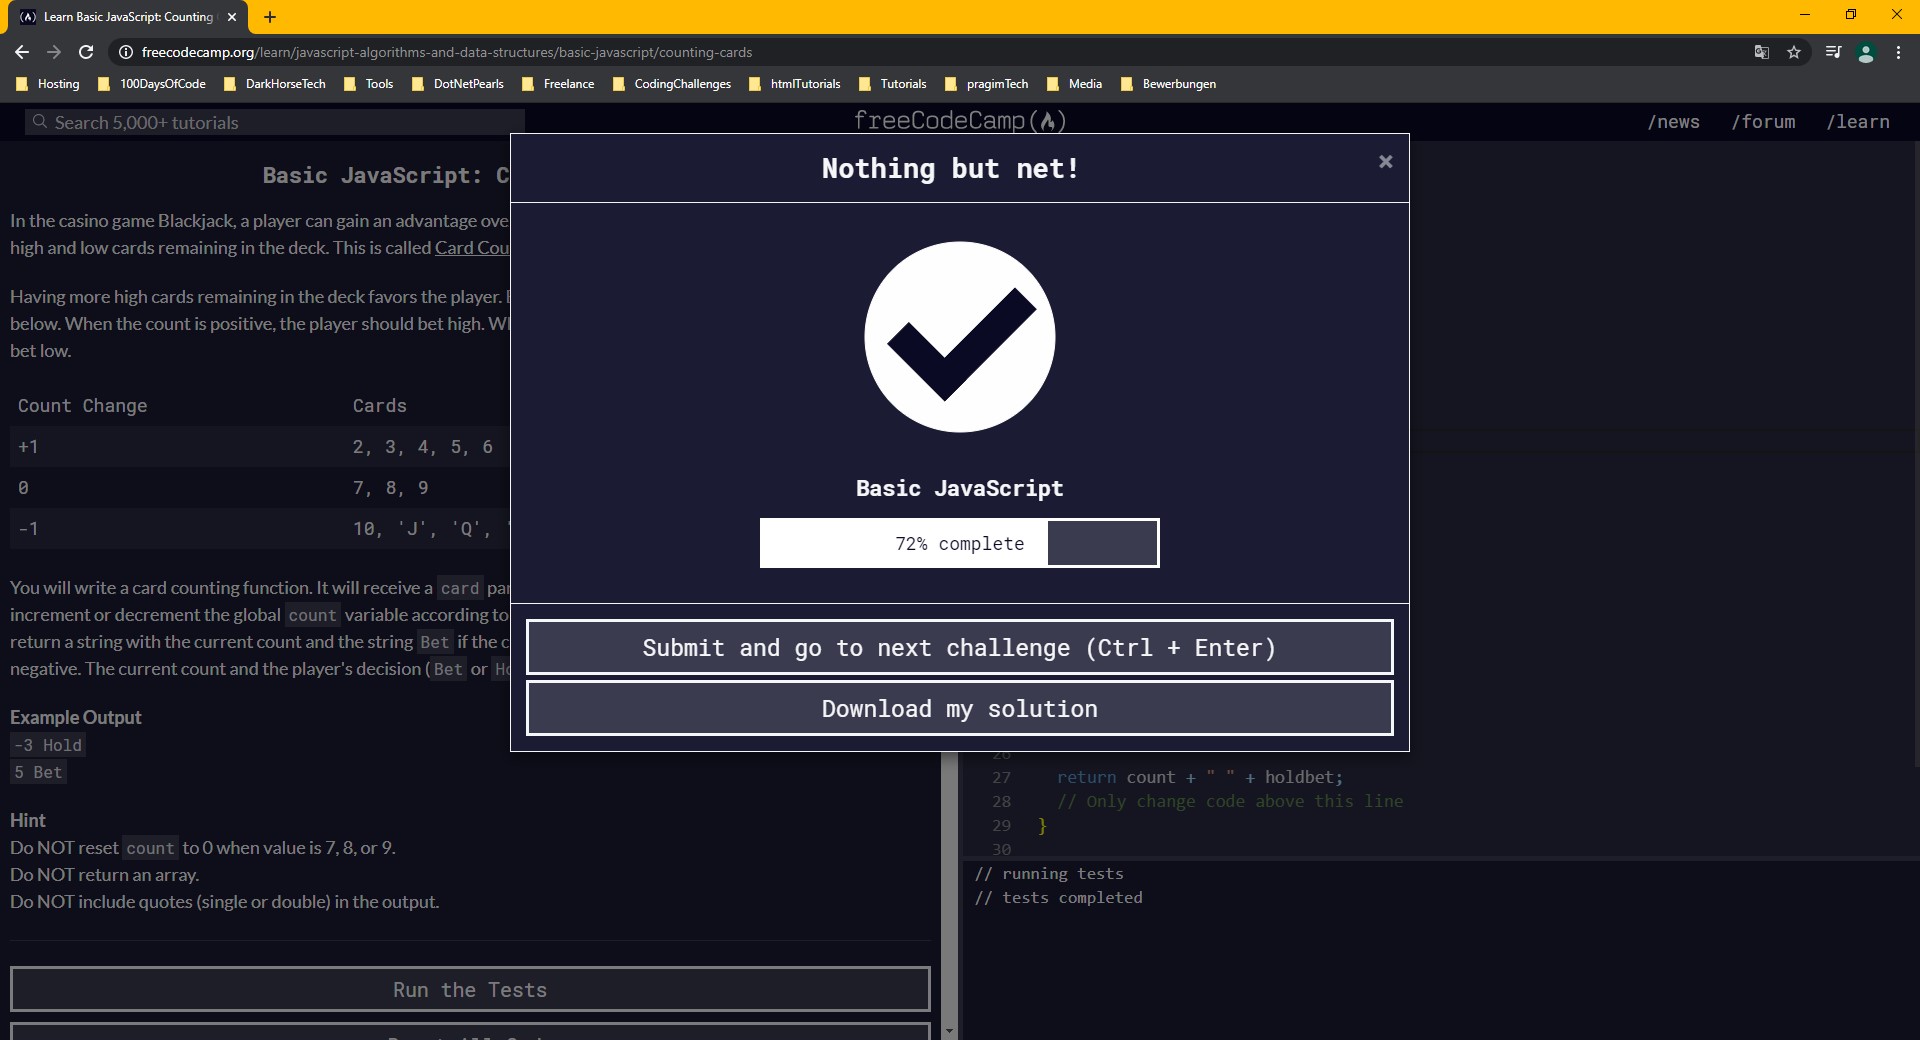 Learn Basic JavaScript: Counting
freecodecamp.org/learn/javascript-algorithms-and-data-structures/basic-javascript/counting-cards
Hosting 100DaysOfCode DarkHorseTech Tools DotNetPearls Freelance CodingChallenges htmlTutorials Tutorials pragimTech Media Bewerbungen
Search 5,000+ tutorials
freeCodeCamp
/news /forum /learn
Basic JavaScript: C
In the casino game Blackjack, a player can gain an advantage ove
high and low cards remaining in the deck. This is called Card Cou
Having more high cards remaining in the deck favors the player.
below. When the count is positive, the player should bet high.
bet low.
Count Change Cards
+1 2, 3, 4, 5, 6
0 7, 8, 9
-1 10, 'J', 'Q', '
You will write a card counting function. It will receive a card par
increment or decrement the global count variable according to
return a string with the current count and the string Bet if the c
negative. The current count and the player's decision (Bet or Ho
Example Output
-3 Hold
5 Bet
Hint
Do NOT reset count to 0 when value is 7, 8, or 9.
Do NOT return an array.
Do NOT include quotes (single or double) in the output.
Run the Tests
Nothing but net!
×
Basic JavaScript
72% complete
Submit and go to next challenge (Ctrl + Enter)
Download my solution
26
27 return count + " " + holdbet;
28 // Only change code above this line
29 }
30
// running tests
// tests completed